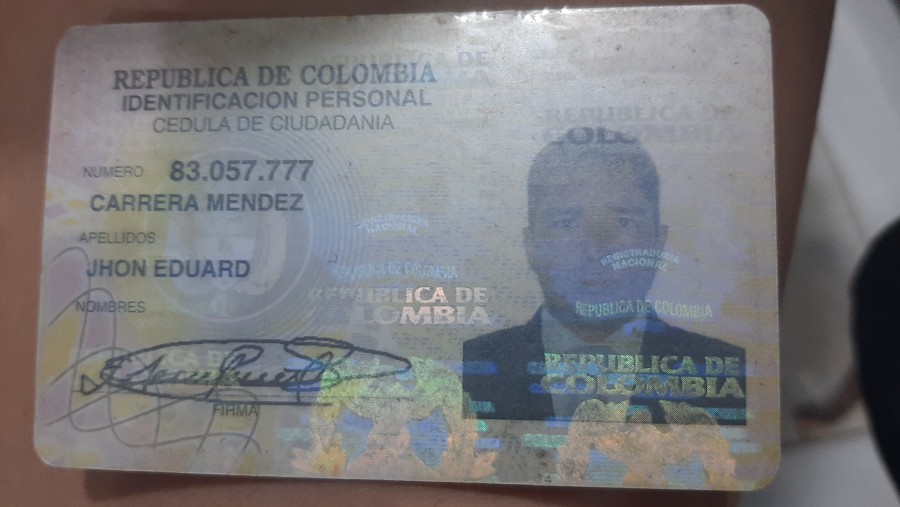 REPUBLICA DE COLOMBIA
IDENTIFICACION PERSONAL
CEDULA DE CIUDADANIA
NUMERO 83.057.777
CARRERA MENDEZ
APELLIDOS
JHON EDUARD
NOMBRES
FIRMA
REPUBLICA DE
COLOMBIA
REGISTRADURIA
NACIONAL
REPUBLICA DE COLOMBIA
REPUBLICA DE
COLOMBIA
REGISTRADURIA
NACIONAL
REPUBLICA DE COLOMBIA
REPUBLICA DE
COLOMBIA